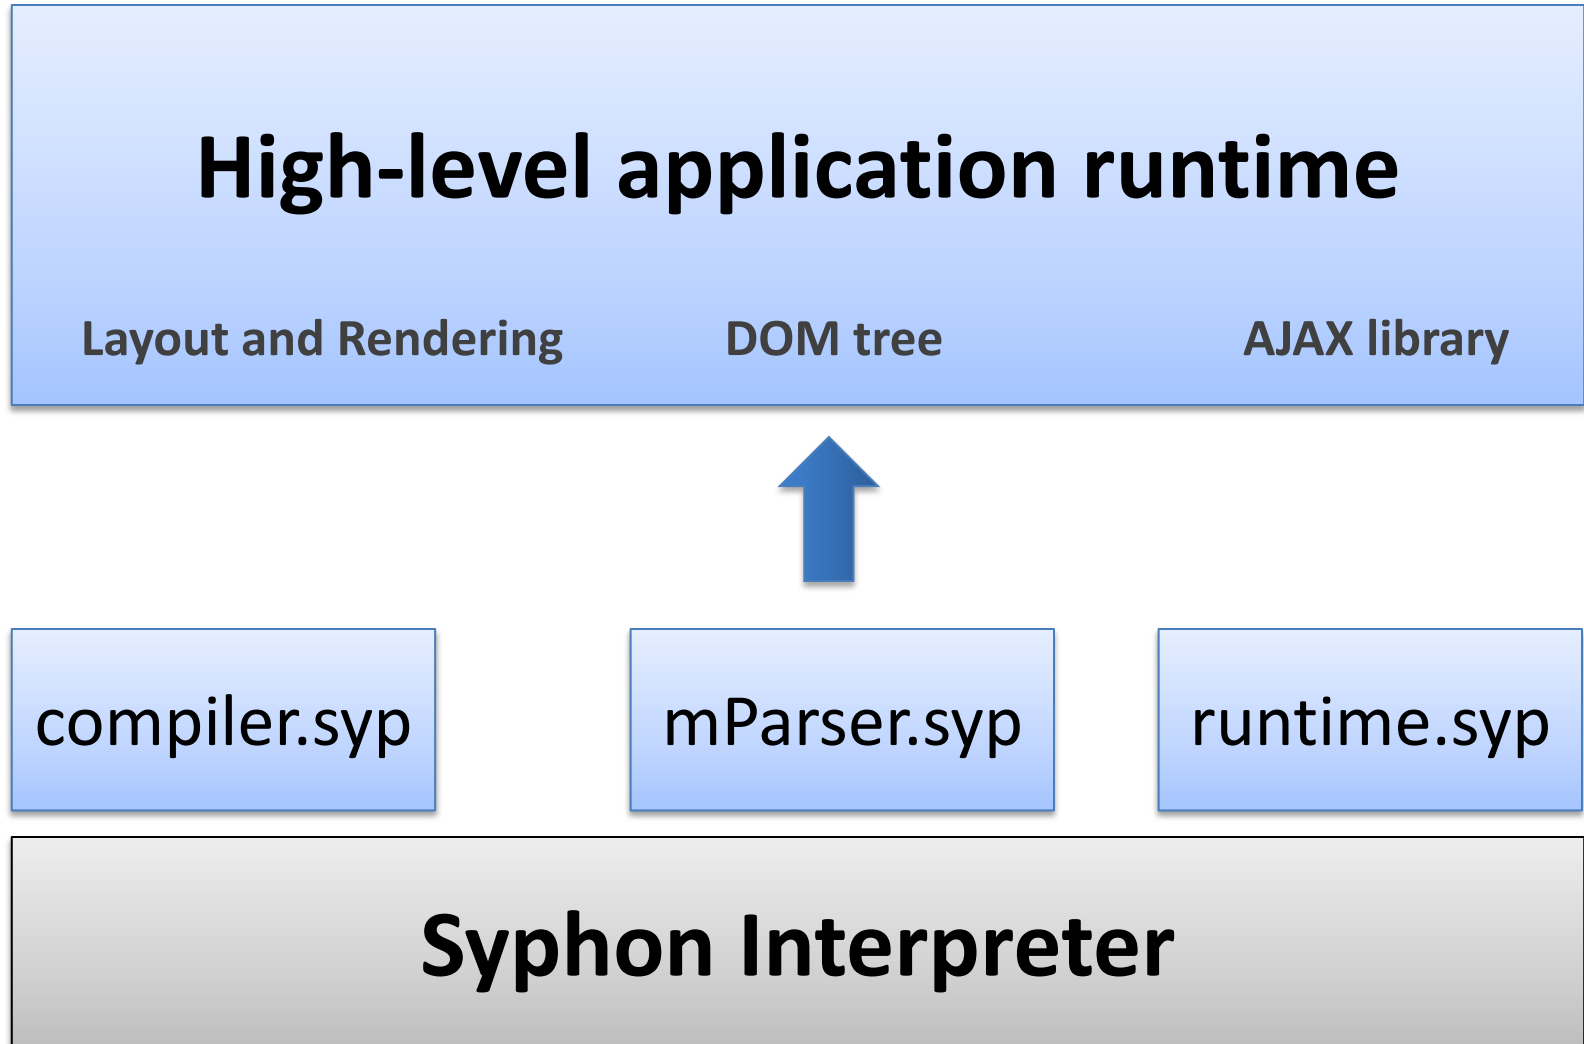 High-level application runtime
Layout and Rendering DOM tree AJAX library
compiler.syp mParser.syp runtime.syp
Syphon Interpreter